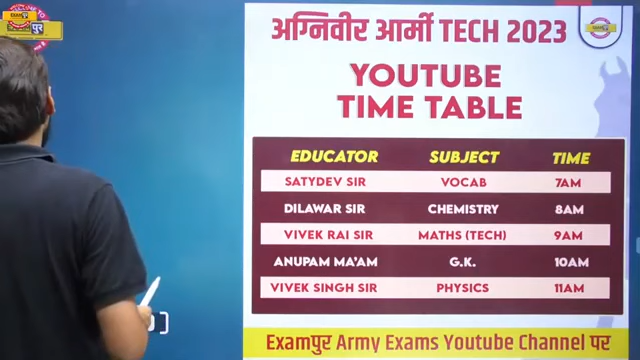 EXAM
पुर
अग्निवीर आर्मी TECH 2023
YOUTUBE
TIME TABLE
EDUCATOR SUBJECT TIME
SATYDEV SIR VOCAB 7AM
DILAWAR SIR CHEMISTRY 8AM
VIVEK RAI SIR MATHS (TECH) 9AM
ANUPAM MA'AM G.K. 10AM
VIVEK SINGH SIR PHYSICS 11AM
Examपुर Army Exams Youtube Channel पर